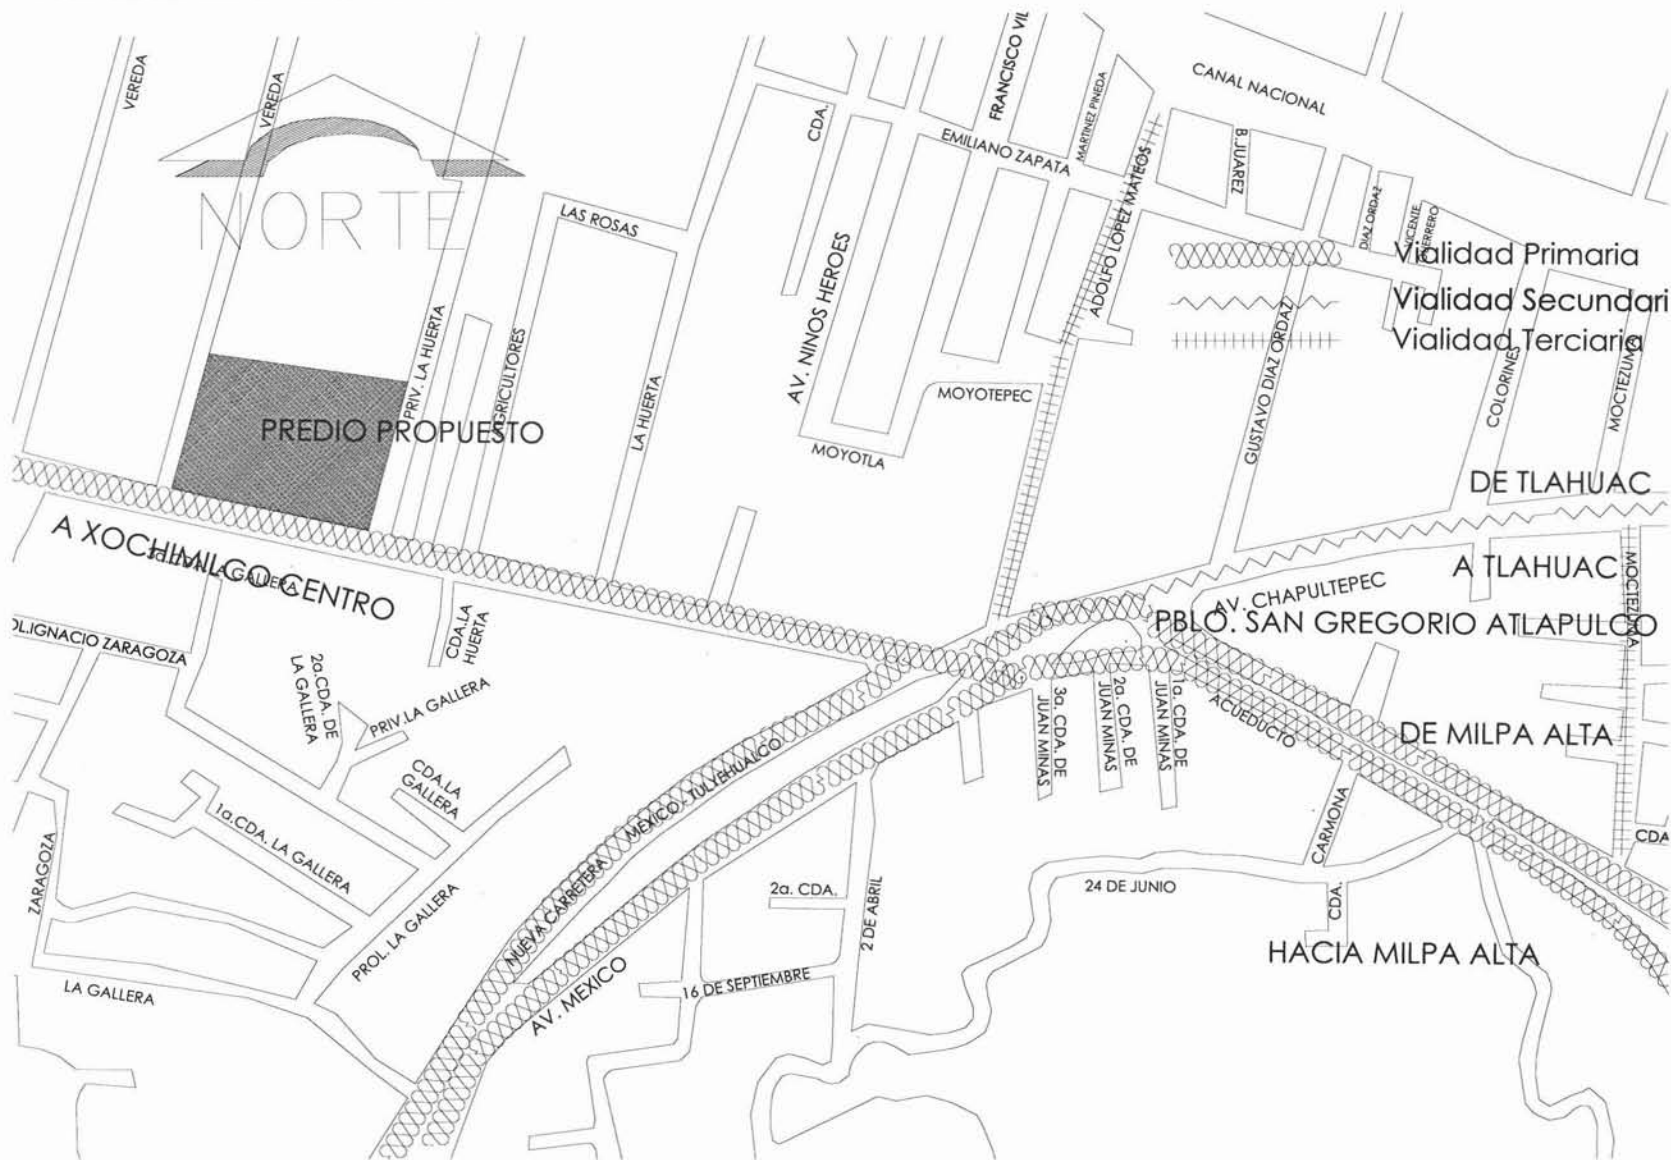 VEREDA
VEREDA
NORTE
CDA.
FRANCISCO VIL
MARTINEZ PINEDA
CANAL NACIONAL
EMILIANO ZAPATA
B.JUAREZ
ADOLFO LOPEZ MATEOS
DIAZ ORDAZ
VICENTE
GUERRERO
LAS ROSAS
AV. NINOS HEROES
Vialidad Primaria
Vialidad Secundari
Vialidad Terciaria
PRIV. LA HUERTA
AGRICULTORES
LA HUERTA
MOYOTEPEC
MOYOTLA
GUSTAVO DIAZ ORDAZ
COLORINES
MOCTEZUMA
PREDIO PROPUESTO
DE TLAHUAC
A TLAHUAC
A XOCHIMILCO CENTRO
LA GALLERA
CDA.LA
HUERTA
AV. CHAPULTEPEC
PBLO. SAN GREGORIO ATLAPULCO
MOCTEZUMA
OL.IGNACIO ZARAGOZA
2a.CDA. DE
LA GALLERA
PRIV.LA GALLERA
CDA.LA
GALLERA
1a.CDA. LA GALLERA
3a. CDA. DE
JUAN MINAS
2a. CDA. DE
JUAN MINAS
1a. CDA. DE
JUAN MINAS
ACUEDUCTO
DE MILPA ALTA
NUEVA CARRETERA MEXICO - TULYEHUALCO
CARMONA
CDA
ZARAGOZA
PROL. LA GALLERA
2a. CDA.
2 DE ABRIL
24 DE JUNIO
CDA.
HACIA MILPA ALTA
LA GALLERA
AV. MEXICO
16 DE SEPTIEMBRE